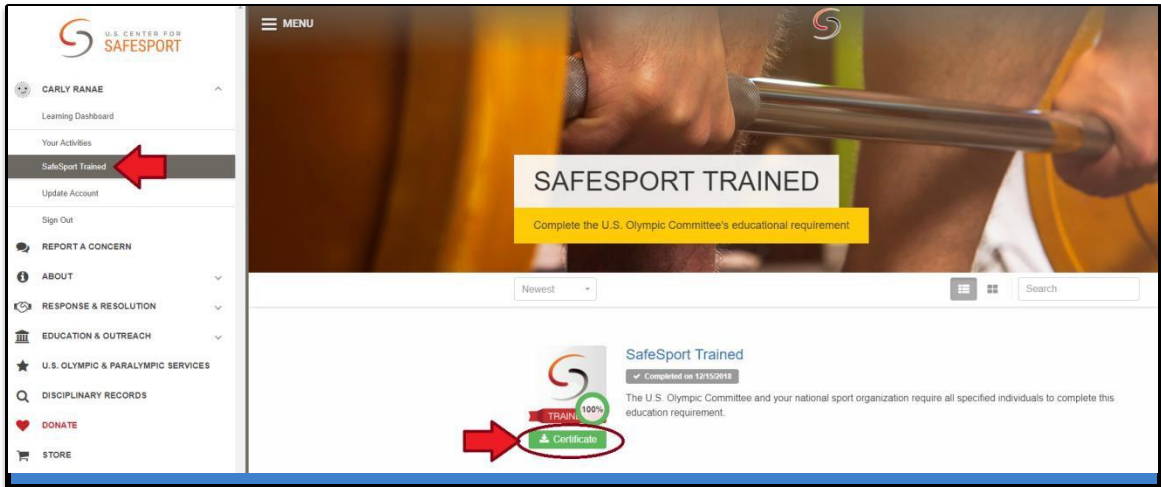 U.S. CENTER FOR
SAFESPORT
CARLY RANAE
Learning Dashboard
Your Activities
SafeSport Trained
Update Account
Sign Out
REPORT A CONCERN
ABOUT
RESPONSE & RESOLUTION
EDUCATION & OUTREACH
U.S. OLYMPIC & PARALYMPIC SERVICES
DISCIPLINARY RECORDS
DONATE
STORE
MENU
SAFESPORT TRAINED
Complete the U.S. Olympic Committee's educational requirement
Newest
Search
SafeSport Trained
Completed on 12/15/2018
The U.S. Olympic Committee and your national sport organization require all specified individuals to complete this
education requirement.
TRAIN
100%
Certificate